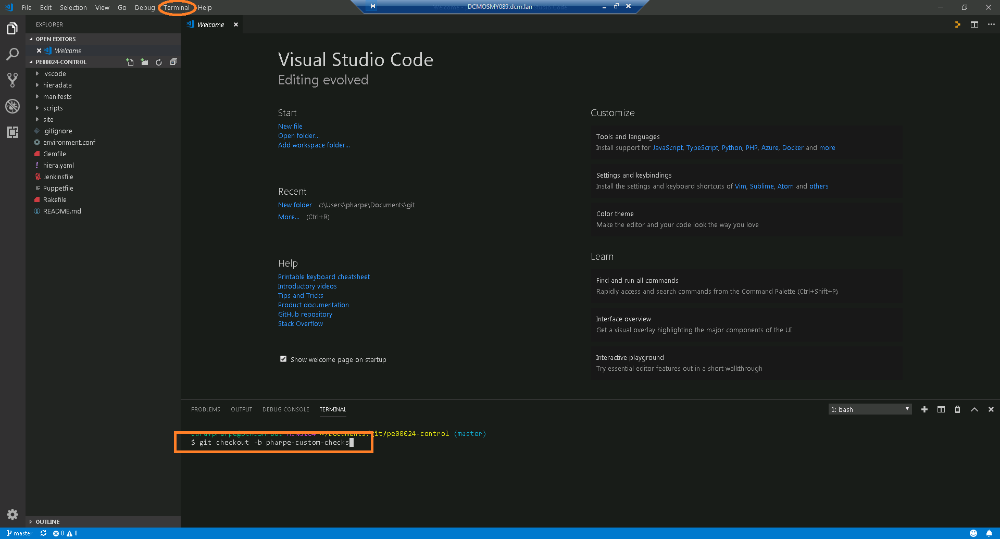 File Edit Selection View Go Debug Terminal Help
DCMOSMY089.dcm.lan
EXPLORER
OPEN EDITORS
Welcome
PE00024-CONTROL
.vscode
hieradata
manifests
scripts
site
.gitignore
environment.conf
Gemfile
hiera.yaml
Jenkinsfile
Puppetfile
Rakefile
README.md
OUTLINE
Welcome
Visual Studio Code
Editing evolved
Start
New file
Open folder...
Add workspace folder...
Recent
New folder c:\Users\pharpe\Documents\git
More... (Ctrl+R)
Help
Printable keyboard cheatsheet
Introductory videos
Tips and Tricks
Product documentation
GitHub repository
Stack Overflow
Show welcome page on startup
Customize
Tools and languages
Install support for JavaScript, TypeScript, Python, PHP, Azure, Docker and more
Settings and keybindings
Install the settings and keyboard shortcuts of Vim, Sublime, Atom and others
Color theme
Make the editor and your code look the way you love
Learn
Find and run all commands
Rapidly access and search commands from the Command Palette (Ctrl+Shift+P)
Interface overview
Get a visual overlay highlighting the major components of the UI
Interactive playground
Try essential editor features out in a short walkthrough
PROBLEMS OUTPUT DEBUG CONSOLE TERMINAL
1: bash
~/Documents/git/pe00024-control (master)
$ git checkout -b pharpe-custom-checks
master 0 0